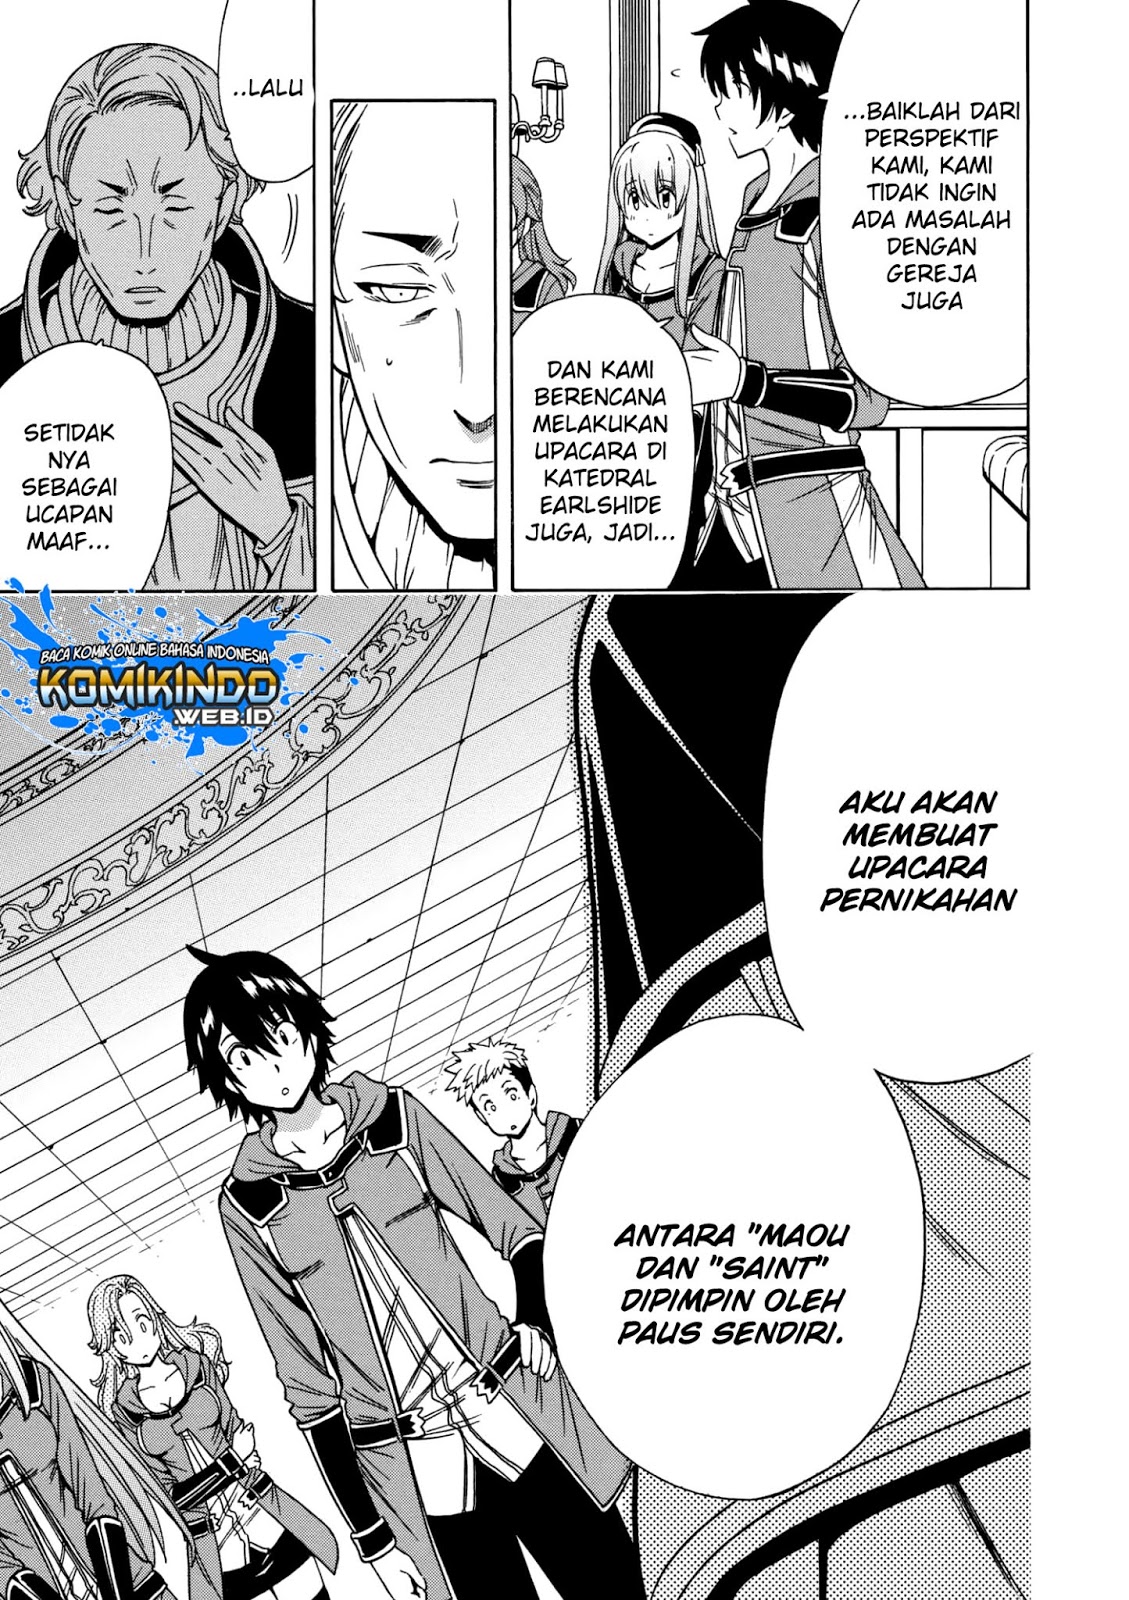 ...BAIKLAH DARI
PERSPEKTIF
KAMI, KAMI
TIDAK INGIN
ADA MASALAH
DENGAN
GEREJA
JUGA
DAN KAMI
BERENCANA
MELAKUKAN
UPACARA DI
KATEDRAL
EARLSHIDE
JUGA, JADI...
..LALU
SETIDAK
NYA
SEBAGAI
UCAPAN
MAAF...
BACA KOMIK ONLINE BAHASA INDONESIA
KOMIKINDO
WEB.ID
AKU AKAN
MEMBUAT
UPACARA
PERNIKAHAN
ANTARA "MAOU
DAN "SAINT"
DIPIMPIN OLEH
PAUS SENDIRI.